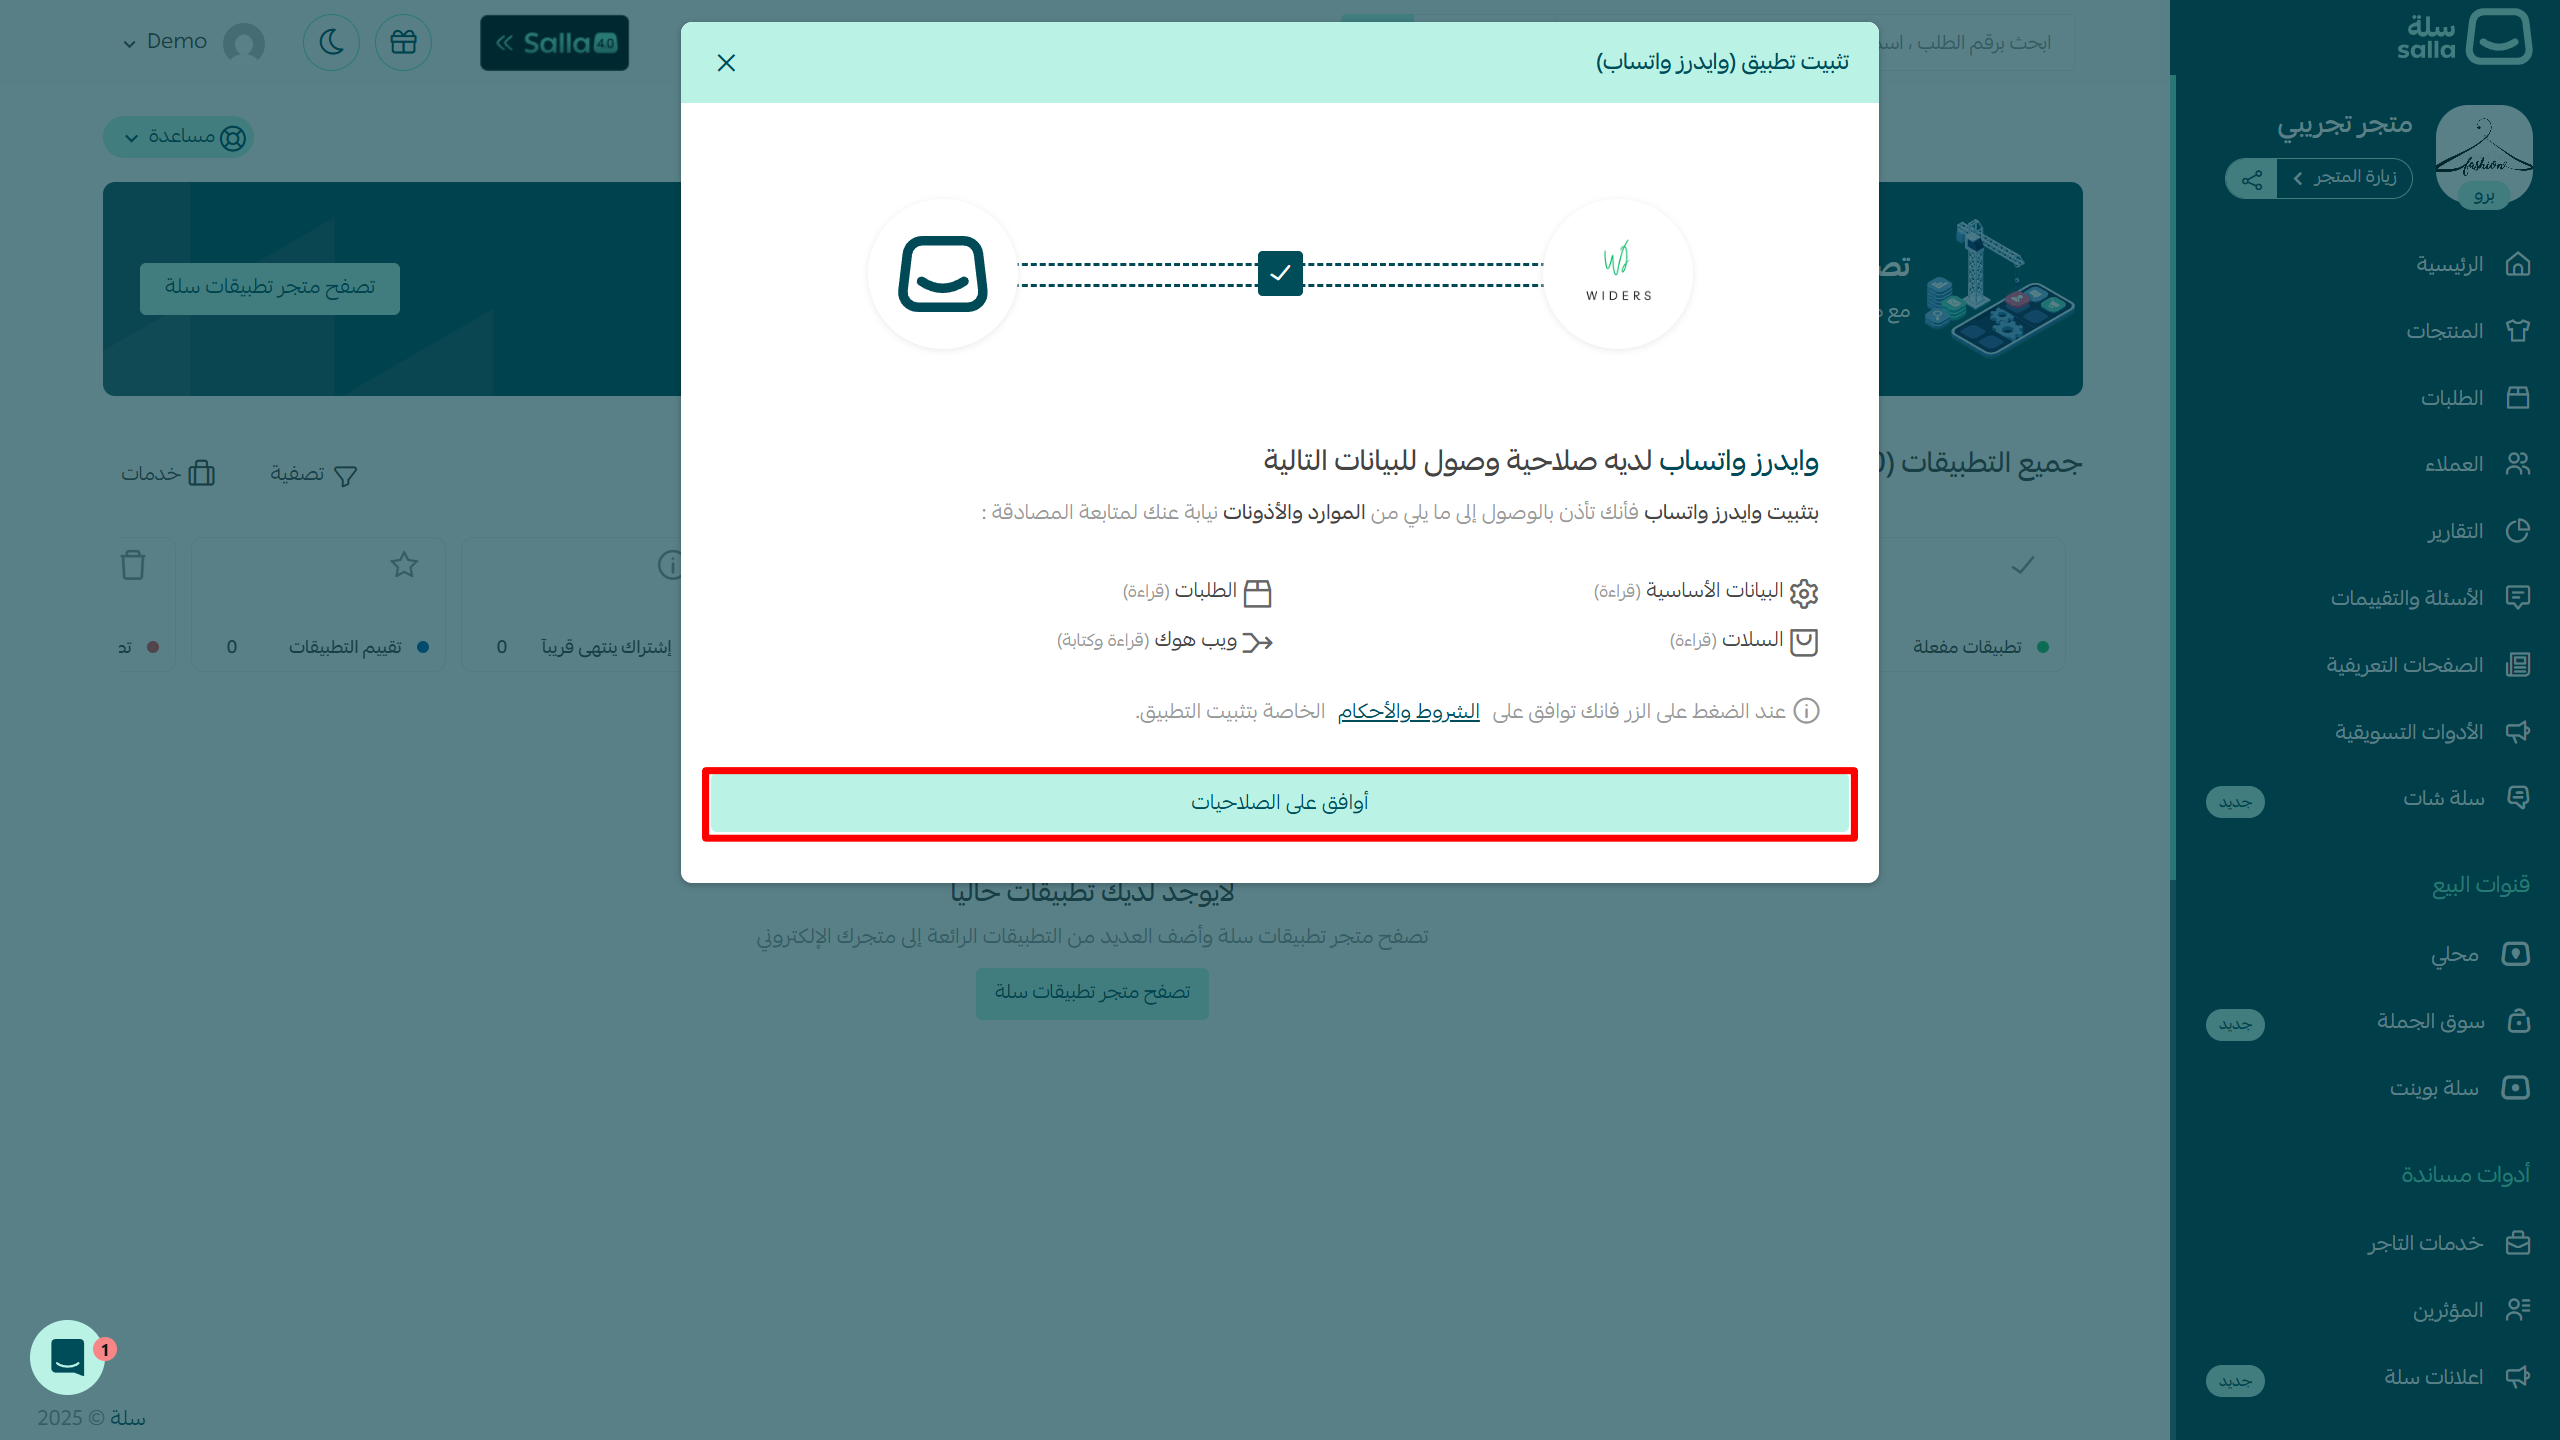 سلة
salla
متجر تجريبي
زيارة المتجر
fashion
برو
الرئيسية
المنتجات
الطلبات
العملاء
التقارير
الأسئلة والتقييمات
الصفحات التعريفية
الأدوات التسويقية
سلة شات
جديد
قنوات البيع
محلي
سوق الجملة
جديد
سلة بوينت
أدوات مساندة
خدمات التاجر
المؤثرين
اعلانات سلة
جديد
ابحث برقم الطلب ،
Salla 4.0
Demo
مساعدة
مع
تصفح متجر تطبيقات سلة
جميع التطبيقات (0
تصفية
خدمات
تطبيقات مفعلة
إشتراك ينتهي قريباً
0
تقييم التطبيقات
0
تثبيت تطبيق (وايدرز واتساب)
WIDERS
وايدرز واتساب لديه صلاحية وصول للبيانات التالية
بتثبيت وايدرز واتساب فأنك تأذن بالوصول إلى ما يلي من الموارد والأذونات نيابة عنك لمتابعة المصادقة :
البيانات الأساسية (قراءة)
الطلبات (قراءة)
السلات (قراءة)
ويب هوك (قراءة وكتابة)
عند الضغط على الزر فانك توافق على الشروط والأحكام الخاصة بتثبيت التطبيق.
أوافق على الصلاحيات
لايوجد لديك تطبيقات حاليا
تصفح متجر تطبيقات سلة وأضف العديد من التطبيقات الرائعة إلى متجرك الإلكتروني
تصفح متجر تطبيقات سلة
1
سلة © 2025